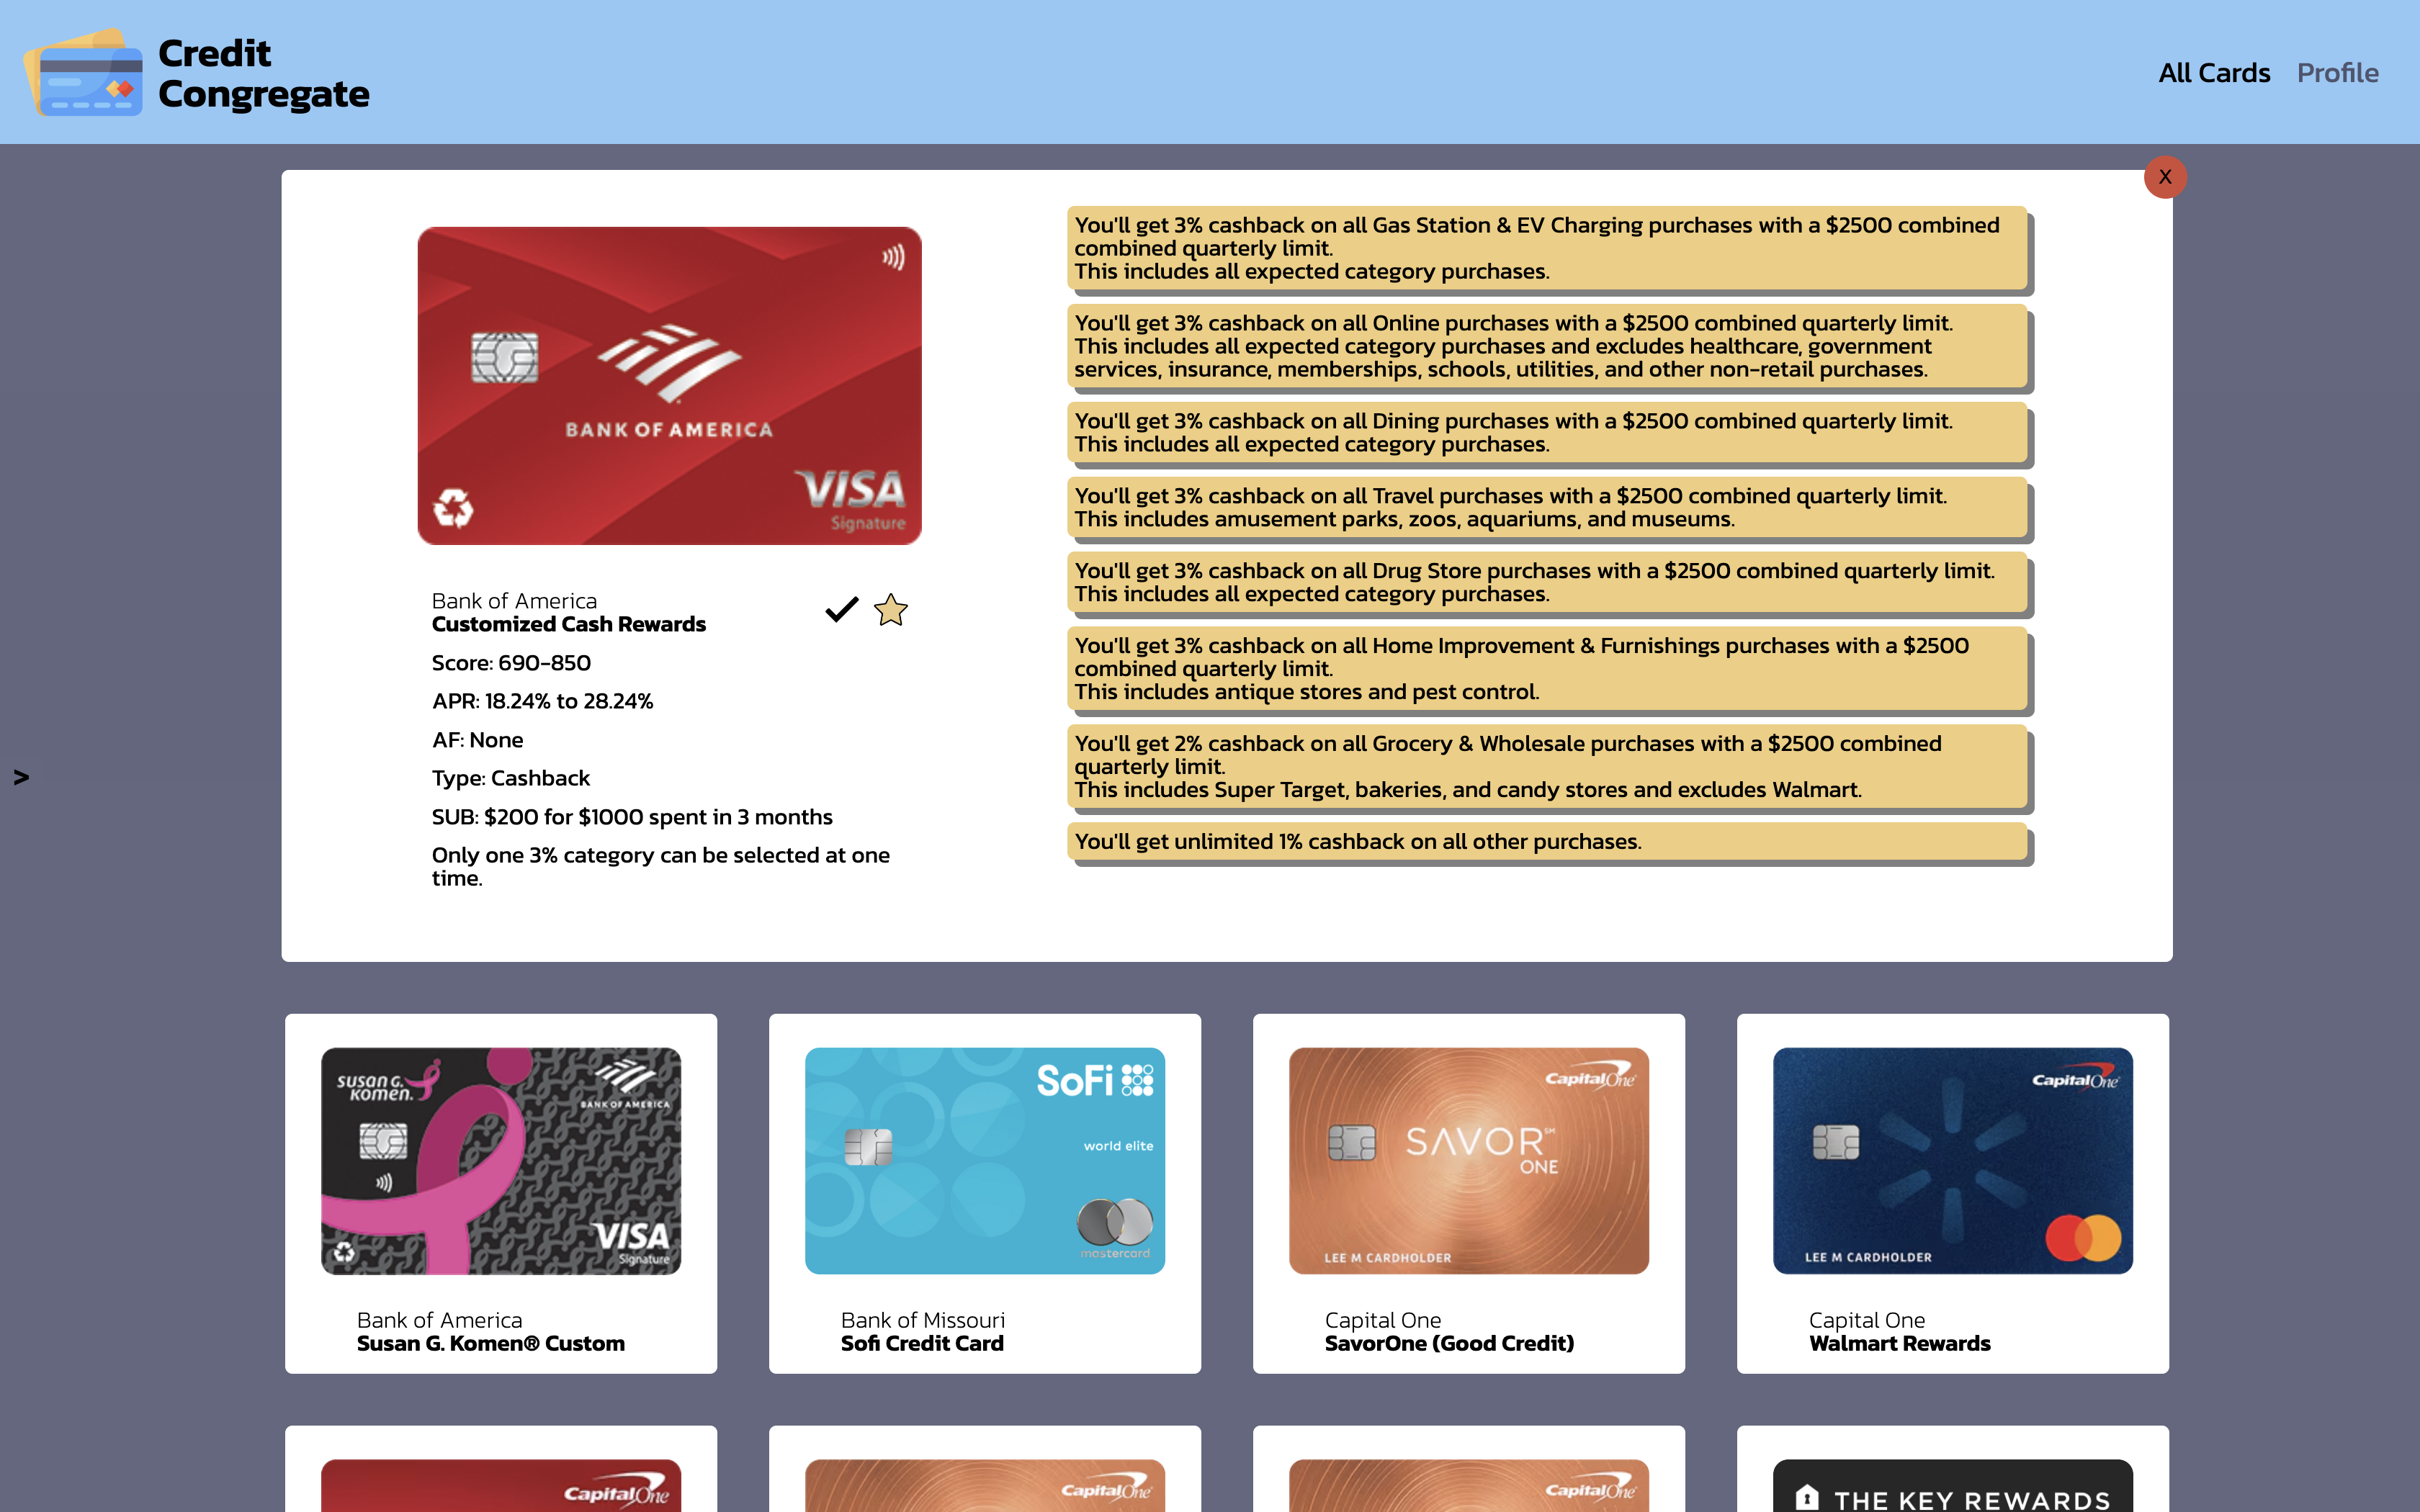 Credit
Congregate
All Cards
Profile
X
BANK OF AMERICA
VISA
Signature
Bank of America
Customized Cash Rewards
Score: 690-850
APR: 18.24% to 28.24%
AF: None
Type: Cashback
SUB: $200 for $1000 spent in 3 months
Only one 3% category can be selected at one
time.
You'll get 3% cashback on all Gas Station & EV Charging purchases with a $2500 combined
combined quarterly limit.
This includes all expected category purchases.
You'll get 3% cashback on all Online purchases with a $2500 combined quarterly limit.
This includes all expected category purchases and excludes healthcare, government
services, insurance, memberships, schools, utilities, and other non-retail purchases.
You'll get 3% cashback on all Dining purchases with a $2500 combined quarterly limit.
This includes all expected category purchases.
You'll get 3% cashback on all Travel purchases with a $2500 combined quarterly limit.
This includes amusement parks, zoos, aquariums, and museums.
You'll get 3% cashback on all Drug Store purchases with a $2500 combined quarterly limit.
This includes all expected category purchases.
You'll get 3% cashback on all Home Improvement & Furnishings purchases with a $2500
combined quarterly limit.
This includes antique stores and pest control.
You'll get 2% cashback on all Grocery & Wholesale purchases with a $2500 combined
quarterly limit.
This includes Super Target, bakeries, and candy stores and excludes Walmart.
You'll get unlimited 1% cashback on all other purchases.
>
susan G.
komen.
BANK OF AMERICA
VISA
Signature
Bank of America
Susan G. Komen® Custom
SoFi
world elite
mastercard
Bank of Missouri
Sofi Credit Card
Capital One
SAVOR℠
ONE
LEE M CARDHOLDER
Capital One
SavorOne (Good Credit)
Capital One
LEE M CARDHOLDER
Capital One
Walmart Rewards
Capital One
Capital One
Capital One
THE KEY REWARDS